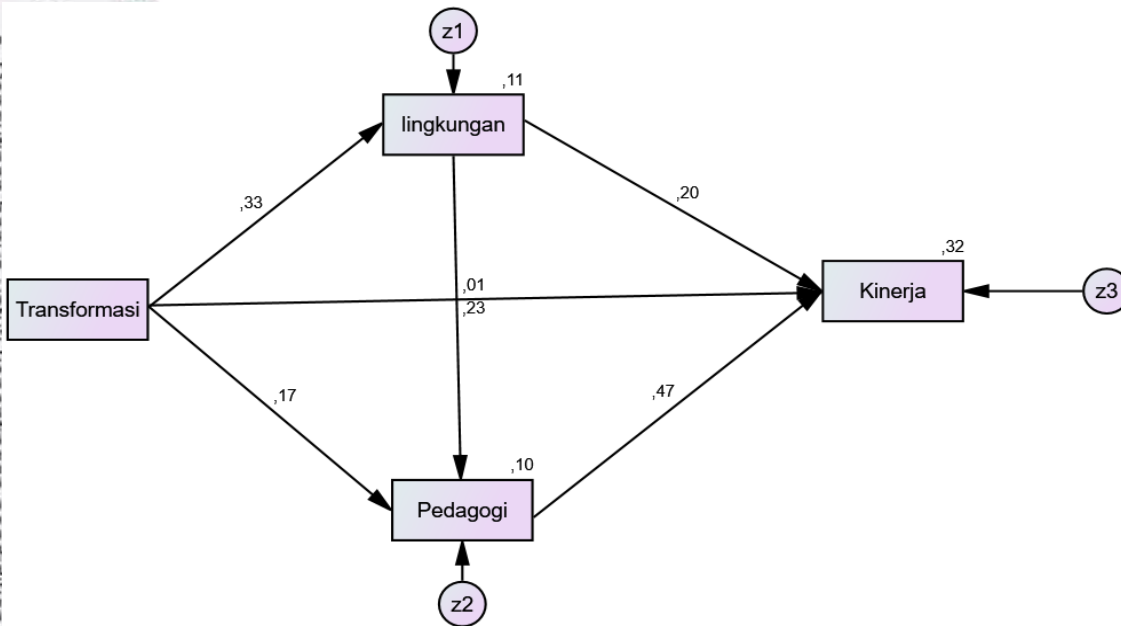 z1
,11
lingkungan
,33
,20
,32
Transformasi
,01
,23
Kinerja
z3
,17
,47
,10
Pedagogi
z2